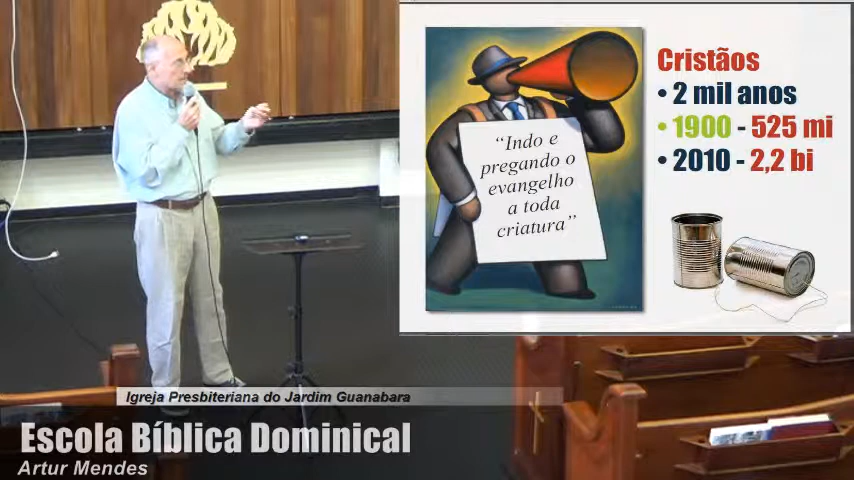 Cristãos
• 2 mil anos
• 1900 - 525 mi
• 2010 - 2,2 bi
“Indo e
pregando o
evangelho
a toda
criatura”
Igreja Presbiteriana do Jardim Guanabara
Escola Bíblica Dominical
Artur Mendes